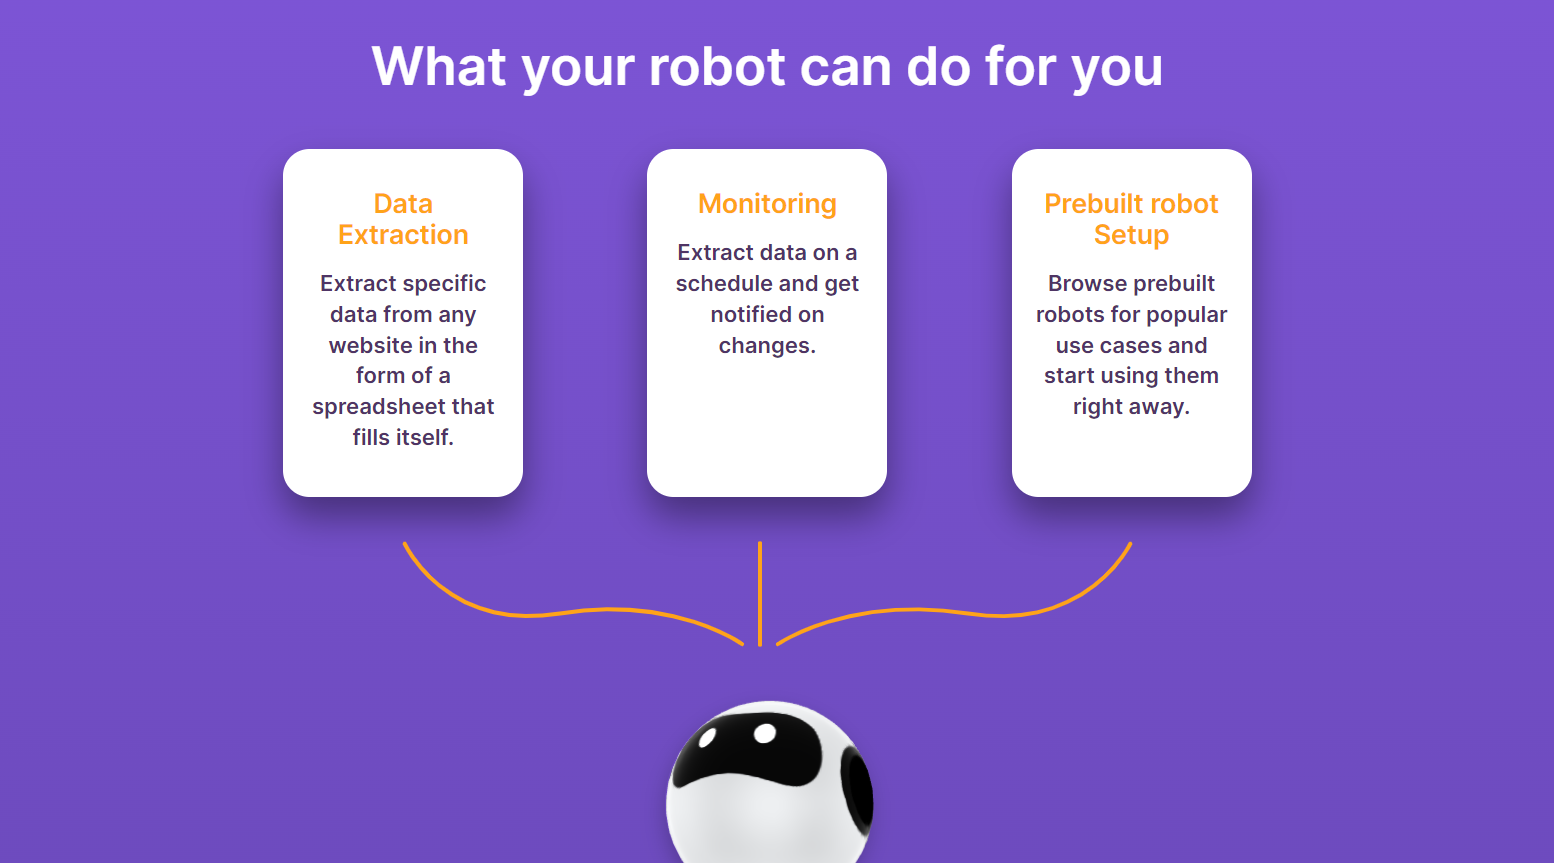 What your robot can do for you
Data
Extraction
Extract specific
data from any
website in the
form of a
spreadsheet that
fills itself.
Monitoring
Extract data on a
schedule and get
notified on
changes.
Prebuilt robot
Setup
Browse prebuilt
robots for popular
use cases and
start using them
right away.